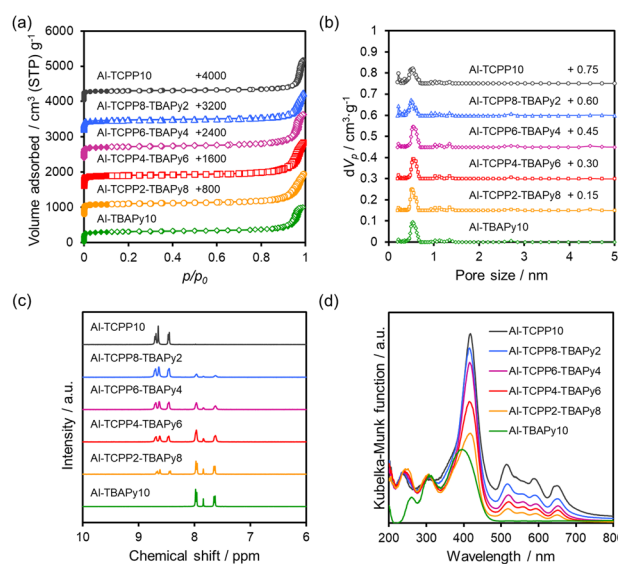 (a)
Volume adsorbed / cm³ (STP) g⁻¹
6000
5000
4000
3000
2000
1000
0
Al-TCPP10 +4000
Al-TCPP8-TBAPy2 +3200
Al-TCPP6-TBAPy4 +2400
Al-TCPP4-TBAPy6 +1600
Al-TCPP2-TBAPy8 +800
Al-TBAPy10
0 0.2 0.4 0.6 0.8 1
p/p₀
(b)
dVₚ / cm³.g⁻¹
1
0.9
0.8
0.7
0.6
0.5
0.4
0.3
0.2
0.1
0
Al-TCPP10 + 0.75
Al-TCPP8-TBAPy2 + 0.60
Al-TCPP6-TBAPy4 + 0.45
Al-TCPP4-TBAPy6 + 0.30
Al-TCPP2-TBAPy8 + 0.15
Al-TBAPy10
0 1 2 3 4 5
Pore size / nm
(c)
Intensity / a.u.
Al-TCPP10
Al-TCPP8-TBAPy2
Al-TCPP6-TBAPy4
Al-TCPP4-TBAPy6
Al-TCPP2-TBAPy8
Al-TBAPy10
10 9 8 7 6
Chemical shift / ppm
(d)
Kubelka-Munk function / a.u.
Al-TCPP10
Al-TCPP8-TBAPy2
Al-TCPP6-TBAPy4
Al-TCPP4-TBAPy6
Al-TCPP2-TBAPy8
Al-TBAPy10
200 300 400 500 600 700 800
Wavelength / nm